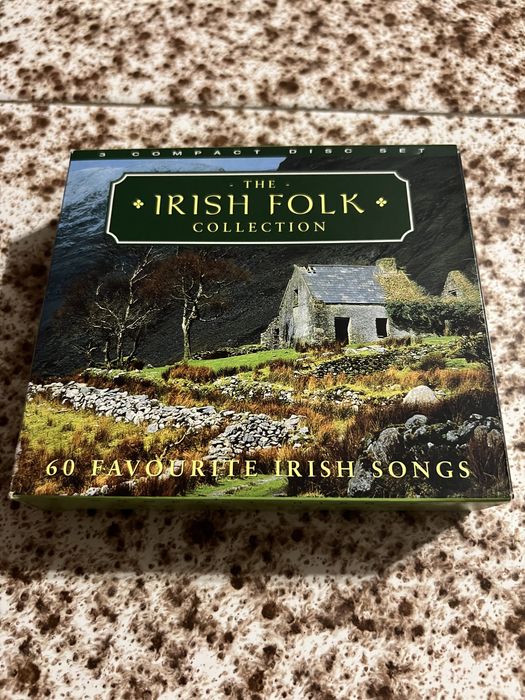 3 COMPACT DISC SET
- THE -
IRISH FOLK
COLLECTION
60 FAVOURITE IRISH SONGS